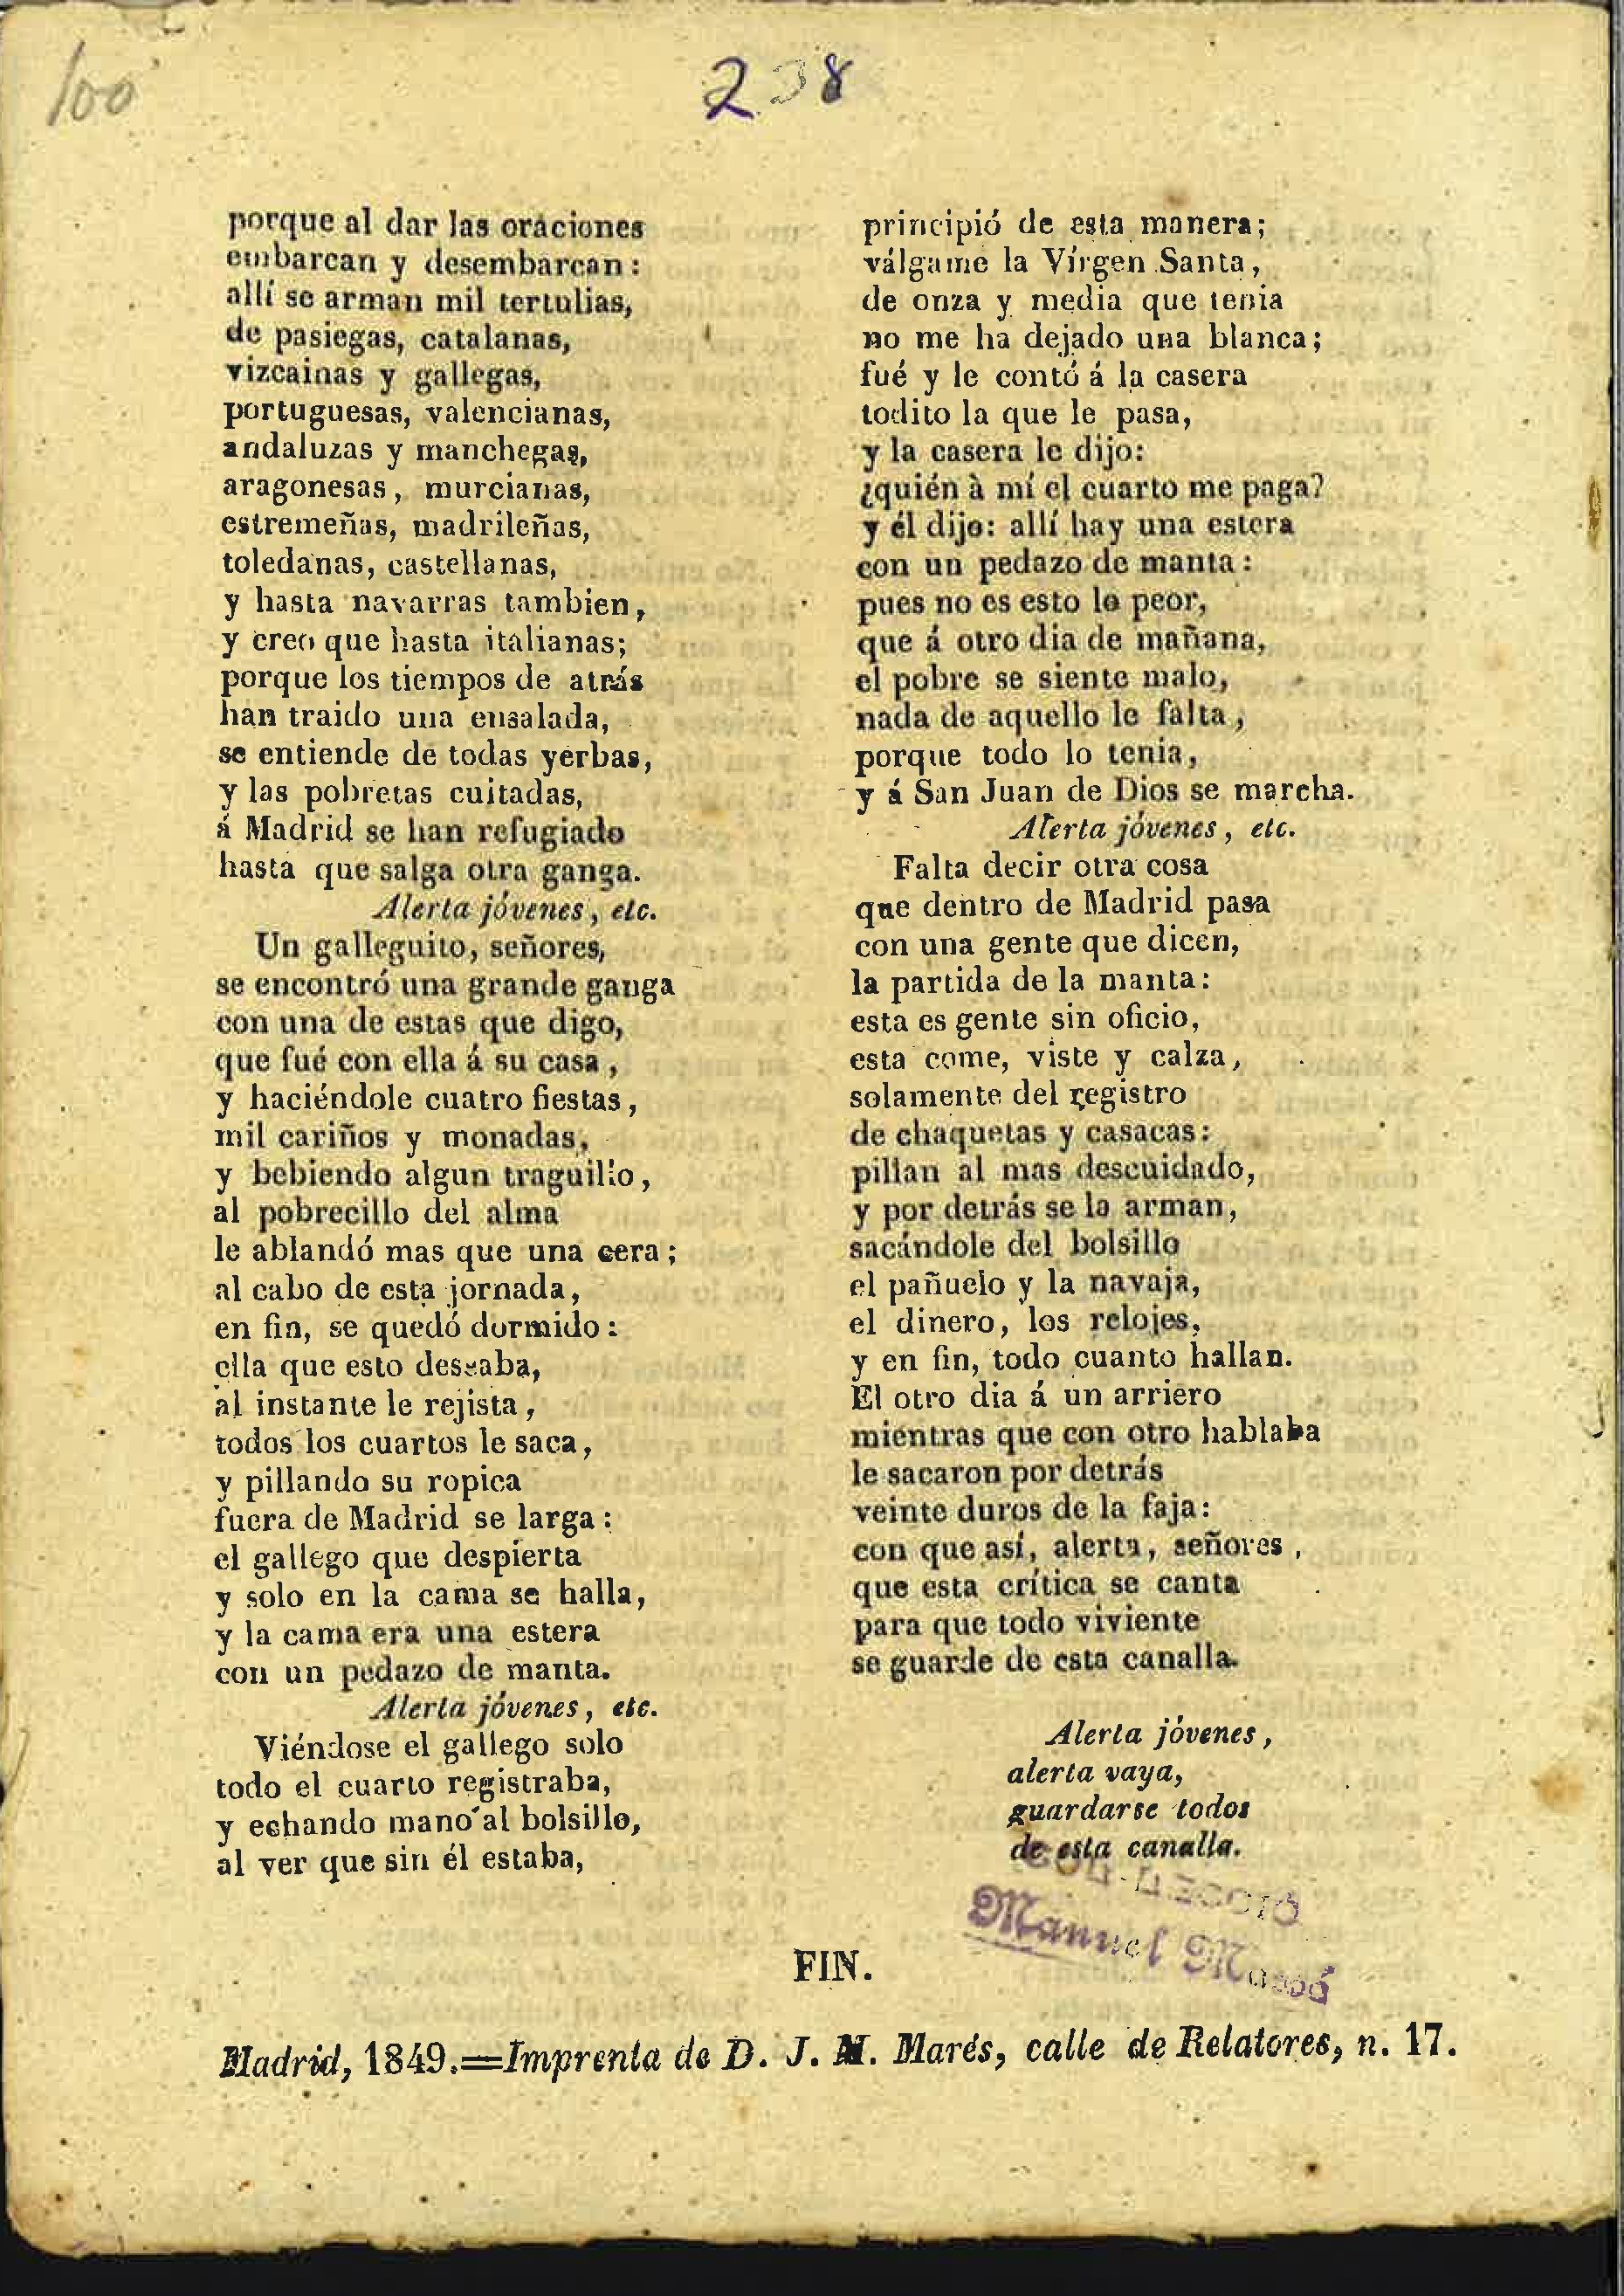 100
238
porque al dar las oraciones
embarcan y desembarcan:
allí se arman mil tertulias,
de pasiegas, catalanas,
vizcainas y gallegas,
portuguesas, valencianas,
andaluzas y manchegas,
aragonesas, murcianas,
estremeñas, madrileñas,
toledanas, castellanas,
y hasta navarras tambien,
y creo que hasta italianas;
porque los tiempos de atrás
han traido una ensalada,
se entiende de todas yerbas,
y las pobretas cuitadas,
á Madrid se han refugiado
hasta que salga otra ganga.
Alerta jóvenes, etc.
Un galleguito, señores,
se encontró una grande ganga
con una de estas que digo,
que fué con ella á su casa,
y haciéndole cuatro fiestas,
mil cariños y monadas,
y bebiendo algun traguillo,
al pobrecillo del alma
le ablandó mas que una cera;
al cabo de esta jornada,
en fin, se quedó dormido:
ella que esto deseaba,
al instante le rejista,
todos los cuartos le saca,
y pillando su ropica
fuera de Madrid se larga:
el gallego que despierta
y solo en la cama se halla,
y la cama era una estera
con un pedazo de manta.
Alerta jóvenes, etc.
Viéndose el gallego solo
todo el cuarto registraba,
y echando mano al bolsillo,
al ver que sin él estaba,
principió de esta manera;
válgame la Vírgen Santa,
de onza y media que tenia
no me ha dejado una blanca;
fué y le contó á la casera
todito la que le pasa,
y la casera le dijo:
¿quién à mí el cuarto me paga?
y él dijo: allí hay una estera
con un pedazo de manta:
pues no es esto lo peor,
que á otro dia de mañana,
el pobre se siente malo,
nada de aquello le falta,
porque todo lo tenia,
y á San Juan de Dios se marcha.
Alerta jóvenes, etc.
Falta decir otra cosa
que dentro de Madrid pasa
con una gente que dicen,
la partida de la manta:
esta es gente sin oficio,
esta come, viste y calza,
solamente del registro
de chaquetas y casacas:
pillan al mas descuidado,
y por detrás se la arman,
sacándole del bolsillo
el pañuelo y la navaja,
el dinero, los relojes,
y en fin, todo cuanto hallan.
El otro dia á un arriero
mientras que con otro hablaba
le sacaron por detrás
veinte duros de la faja:
con que así, alerta, señores,
que esta crítica se canta
para que todo viviente
se guarde de esta canalla.
Alerta jóvenes,
alerta vaya,
guardarse todos
de esta canalla.
Manuel
FIN.
Madrid, 1849.=Imprenta de D. J. M. Marés, calle de Relatores, n. 17.